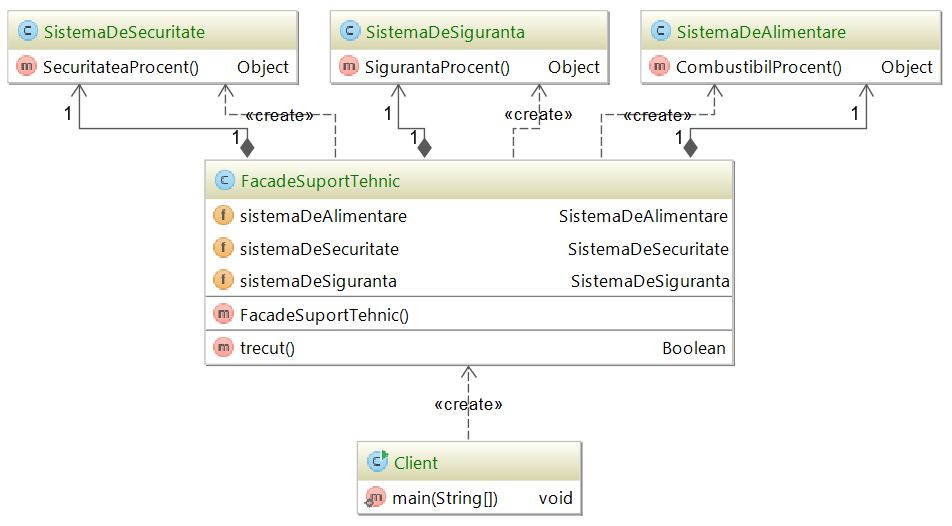 SistemaDeSecuritate
SecuritateaProcent() Object
SistemaDeSiguranta
SigurantaProcent() Object
SistemaDeAlimentare
CombustibilProcent() Object
1 «create» 1
1 «create» 1
«create» 1 1
FacadeSuportTehnic
sistemaDeAlimentare SistemaDeAlimentare
sistemaDeSecuritate SistemaDeSecuritate
sistemaDeSiguranta SistemaDeSiguranta
FacadeSuportTehnic()
trecut() Boolean
«create»
Client
main(String[]) void